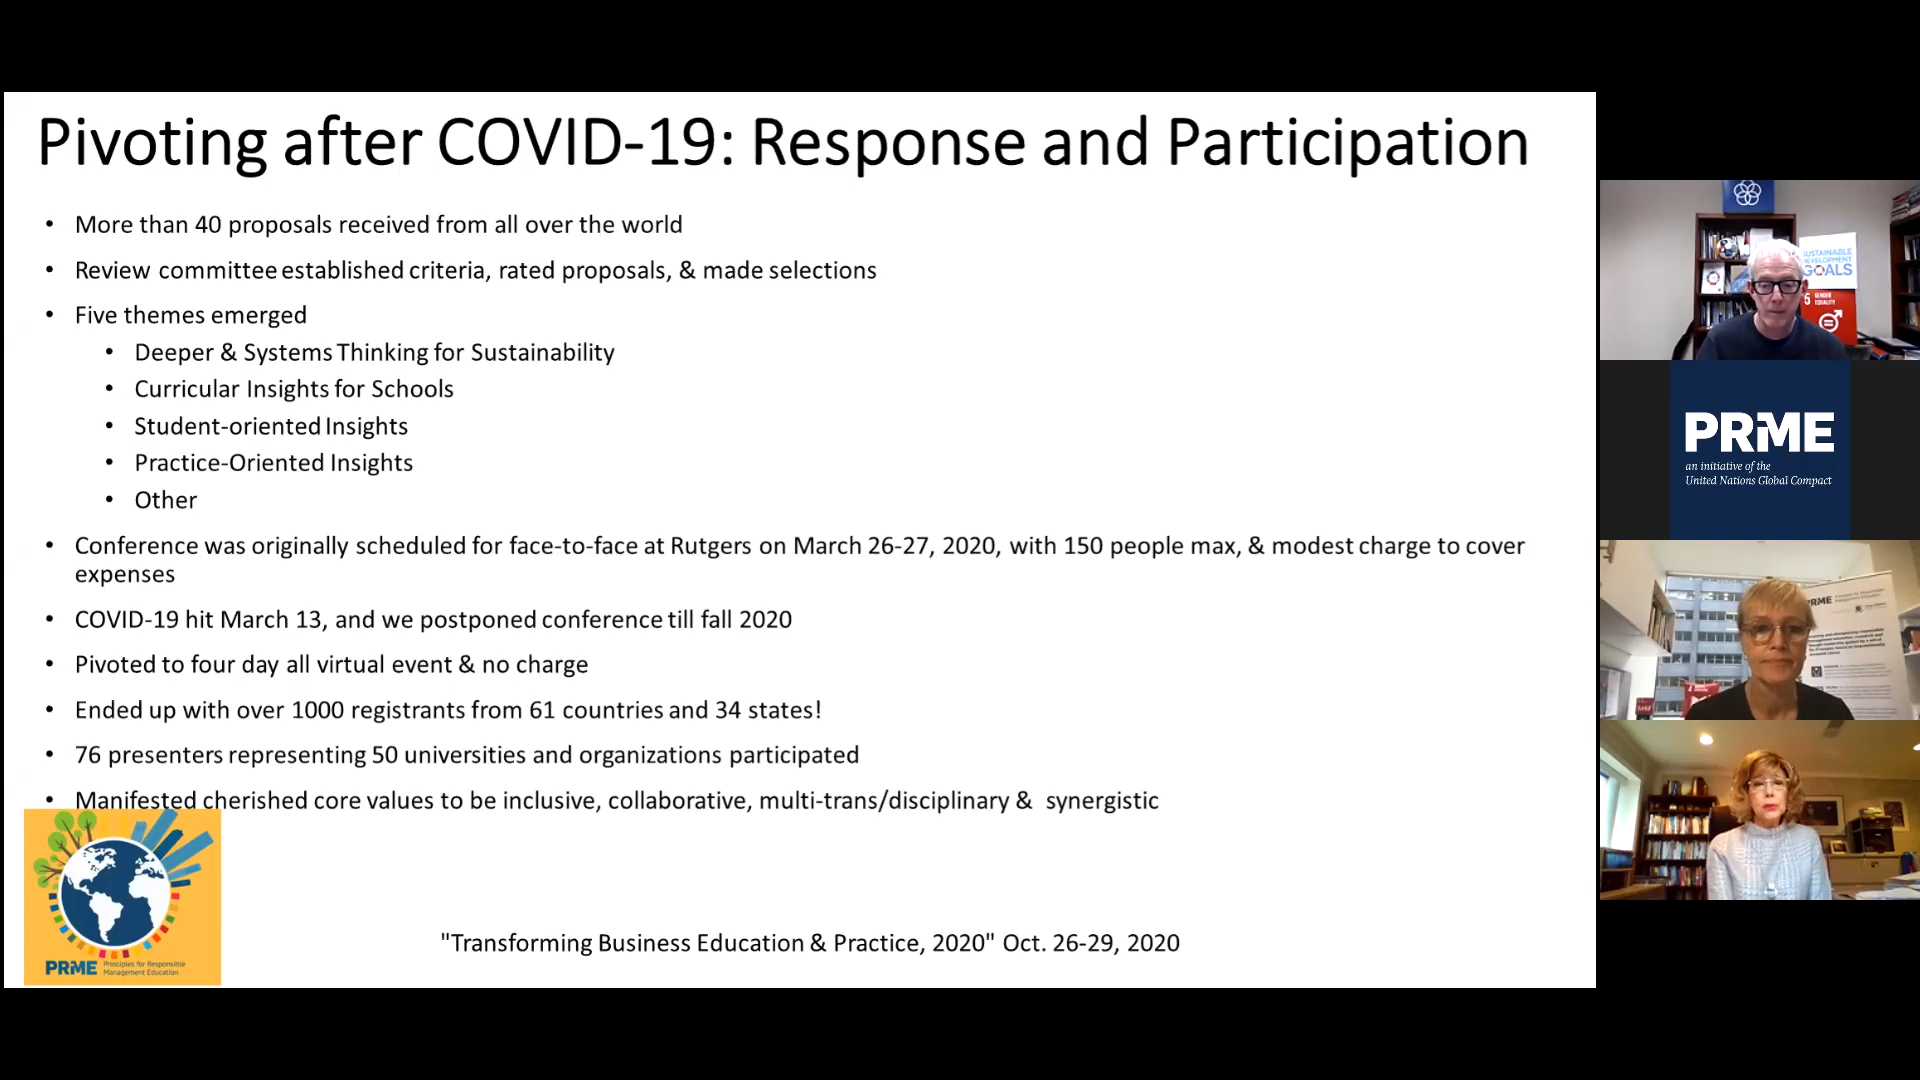 Pivoting after COVID-19: Response and Participation
• More than 40 proposals received from all over the world
• Review committee established criteria, rated proposals, & made selections
• Five themes emerged
• Deeper & Systems Thinking for Sustainability
• Curricular Insights for Schools
• Student-oriented Insights
• Practice-Oriented Insights
• Other
• Conference was originally scheduled for face-to-face at Rutgers on March 26-27, 2020, with 150 people max, & modest charge to cover
expenses
• COVID-19 hit March 13, and we postponed conference till fall 2020
• Pivoted to four day all virtual event & no charge
• Ended up with over 1000 registrants from 61 countries and 34 states!
• 76 presenters representing 50 universities and organizations participated
• Manifested cherished core values to be inclusive, collaborative, multi-trans/disciplinary & synergistic
PRME Principles for Responsible
Management Education
"Transforming Business Education & Practice, 2020" Oct. 26-29, 2020
SUSTAINABLE
DEVELOPMENT
GOALS
5 GENDER
EQUALITY
PRME
an initiative of the
United Nations Global Compact
PRME